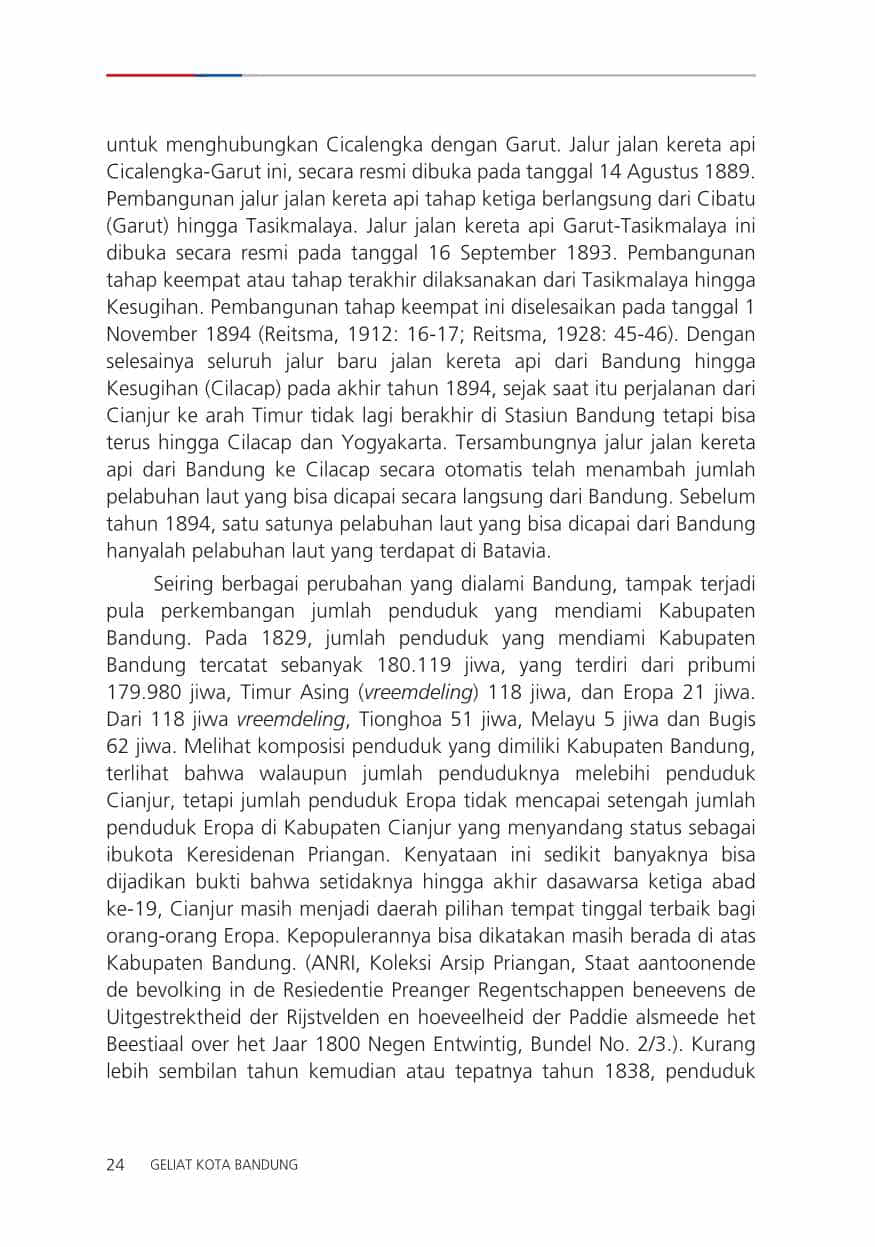 untuk menghubungkan Cicalengka dengan Garut. Jalur jalan kereta api
Cicalengka-Garut ini, secara resmi dibuka pada tanggal 14 Agustus 1889.
Pembangunan jalur jalan kereta api tahap ketiga berlangsung dari Cibatu
(Garut) hingga Tasikmalaya. Jalur jalan kereta api Garut-Tasikmalaya ini
dibuka secara resmi pada tanggal 16 September 1893. Pembangunan
tahap keempat atau tahap terakhir dilaksanakan dari Tasikmalaya hingga
Kesugihan. Pembangunan tahap keempat ini diselesaikan pada tanggal 1
November 1894 (Reitsma, 1912: 16-17; Reitsma, 1928: 45-46). Dengan
selesainya seluruh jalur baru jalan kereta api dari Bandung hingga
Kesugihan (Cilacap) pada akhir tahun 1894, sejak saat itu perjalanan dari
Cianjur ke arah Timur tidak lagi berakhir di Stasiun Bandung tetapi bisa
terus hingga Cilacap dan Yogyakarta. Tersambungnya jalur jalan kereta
api dari Bandung ke Cilacap secara otomatis telah menambah jumlah
pelabuhan laut yang bisa dicapai secara langsung dari Bandung. Sebelum
tahun 1894, satu satunya pelabuhan laut yang bisa dicapai dari Bandung
hanyalah pelabuhan laut yang terdapat di Batavia.
Seiring berbagai perubahan yang dialami Bandung, tampak terjadi
pula perkembangan jumlah penduduk yang mendiami Kabupaten
Bandung. Pada 1829, jumlah penduduk yang mendiami Kabupaten
Bandung tercatat sebanyak 180.119 jiwa, yang terdiri dari pribumi
179.980 jiwa, Timur Asing (vreemdeling) 118 jiwa, dan Eropa 21 jiwa.
Dari 118 jiwa vreemdeling, Tionghoa 51 jiwa, Melayu 5 jiwa dan Bugis
62 jiwa. Melihat komposisi penduduk yang dimiliki Kabupaten Bandung,
terlihat bahwa walaupun jumlah penduduknya melebihi penduduk
Cianjur, tetapi jumlah penduduk Eropa tidak mencapai setengah jumlah
penduduk Eropa di Kabupaten Cianjur yang menyandang status sebagai
ibukota Keresidenan Priangan. Kenyataan ini sedikit banyaknya bisa
dijadikan bukti bahwa setidaknya hingga akhir dasawarsa ketiga abad
ke-19, Cianjur masih menjadi daerah pilihan tempat tinggal terbaik bagi
orang-orang Eropa. Kepopulerannya bisa dikatakan masih berada di atas
Kabupaten Bandung. (ANRI, Koleksi Arsip Priangan, Staat aantoonende
de bevolking in de Resiedentie Preanger Regentschappen beneevens de
Uitgestrektheid der Rijstvelden en hoeveelheid der Paddie alsmeede het
Beestiaal over het Jaar 1800 Negen Entwintig, Bundel No. 2/3.). Kurang
lebih sembilan tahun kemudian atau tepatnya tahun 1838, penduduk
24 GELIAT KOTA BANDUNG